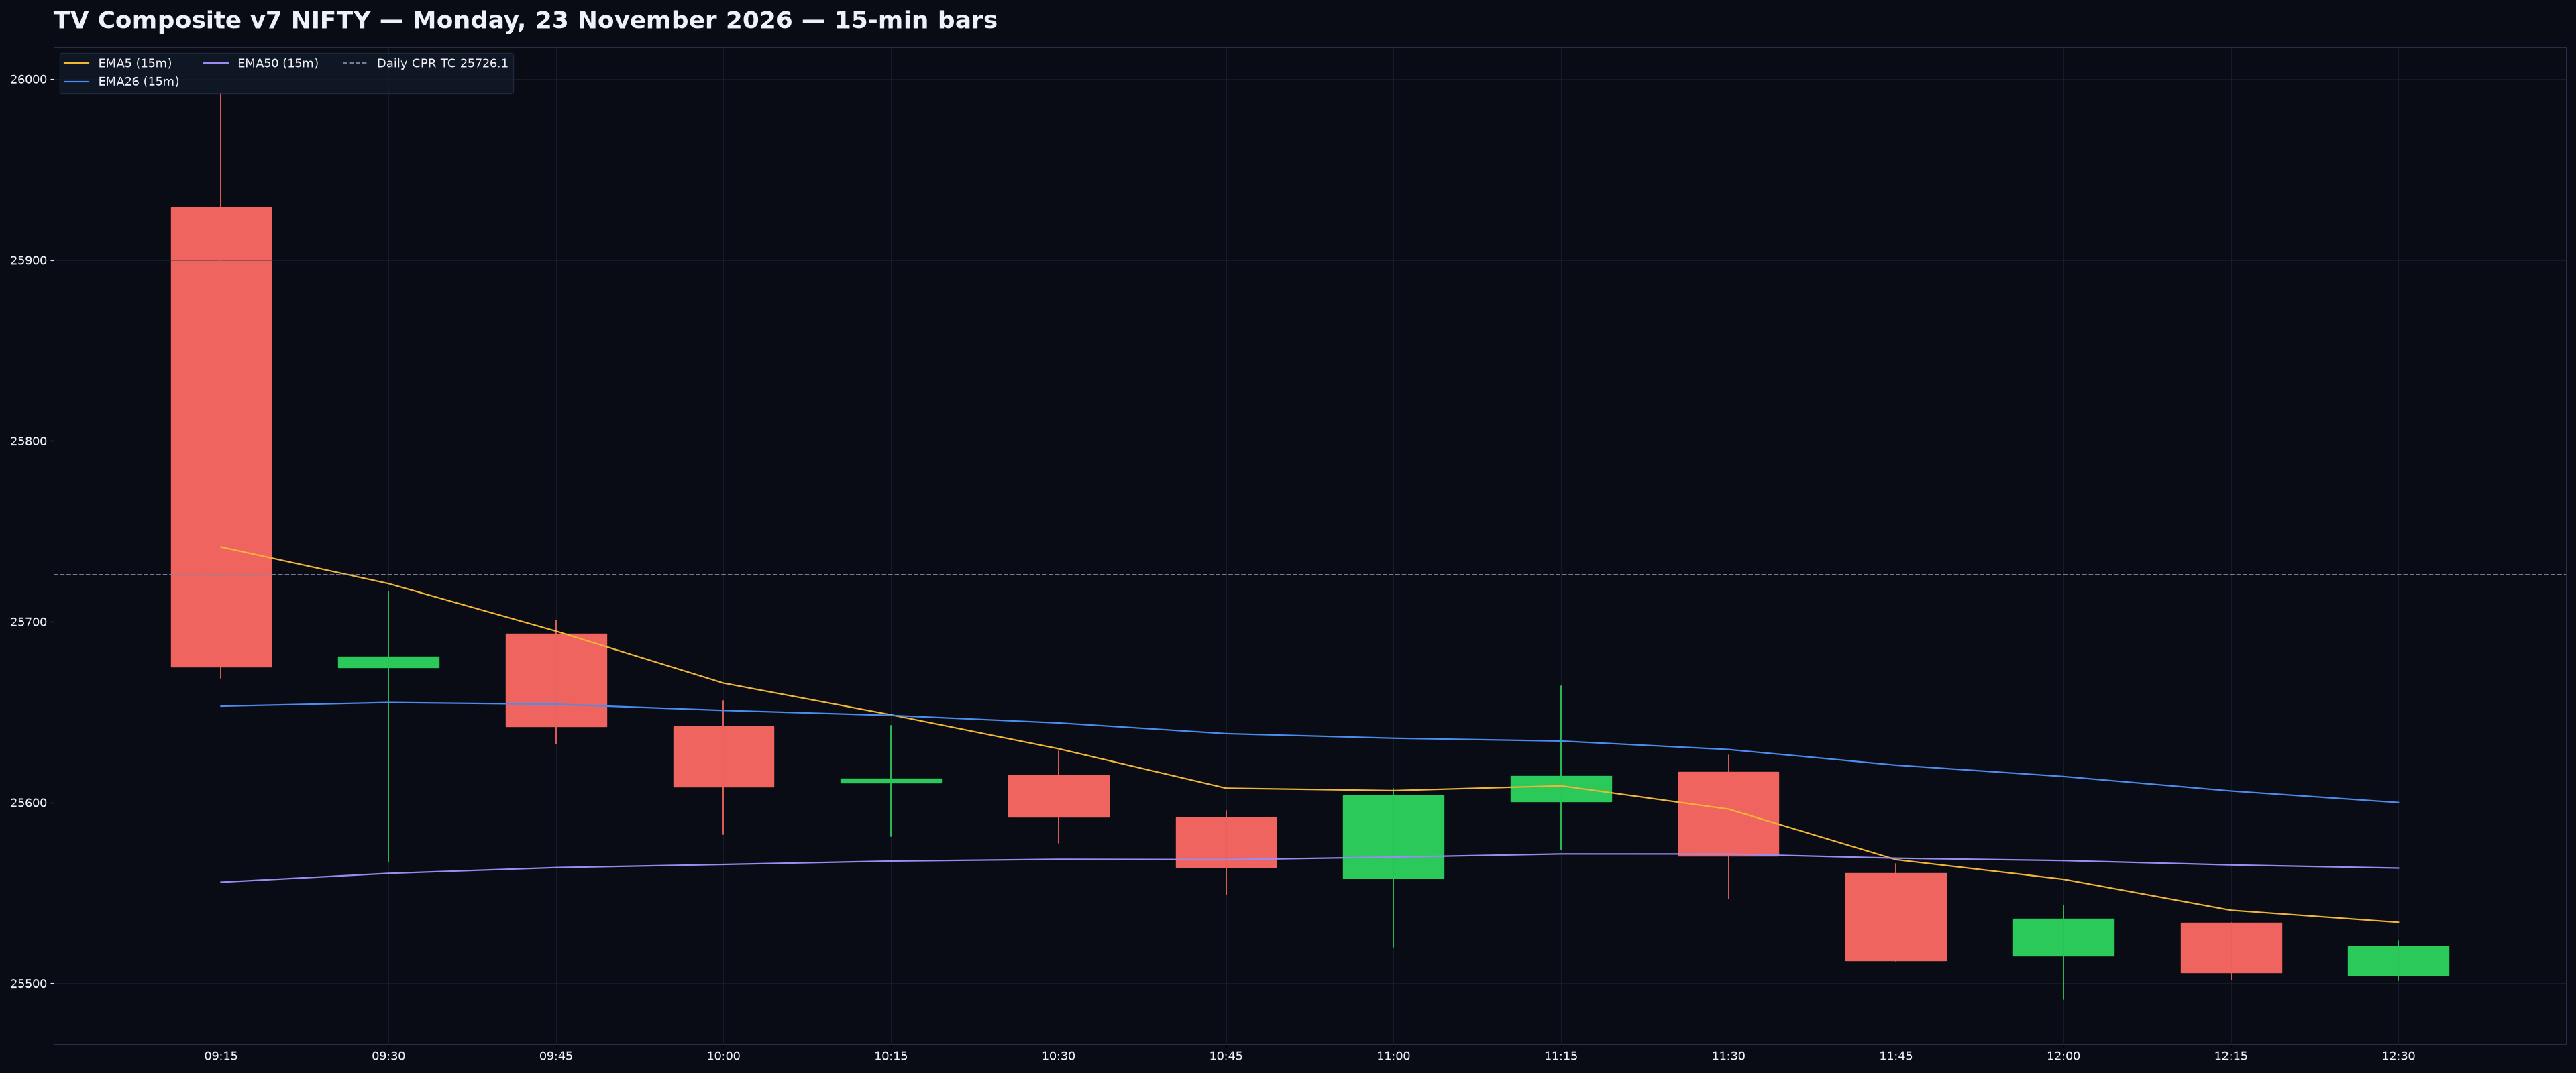 TV Composite v7 NIFTY — Monday, 23 November 2026 — 15-min bars
EMA5 (15m) EMA50 (15m) Daily CPR TC 25726.1
EMA26 (15m)
26000
25900
25800
25700
25600
25500
09:15 09:30 09:45 10:00 10:15 10:30 10:45 11:00 11:15 11:30 11:45 12:00 12:15 12:30